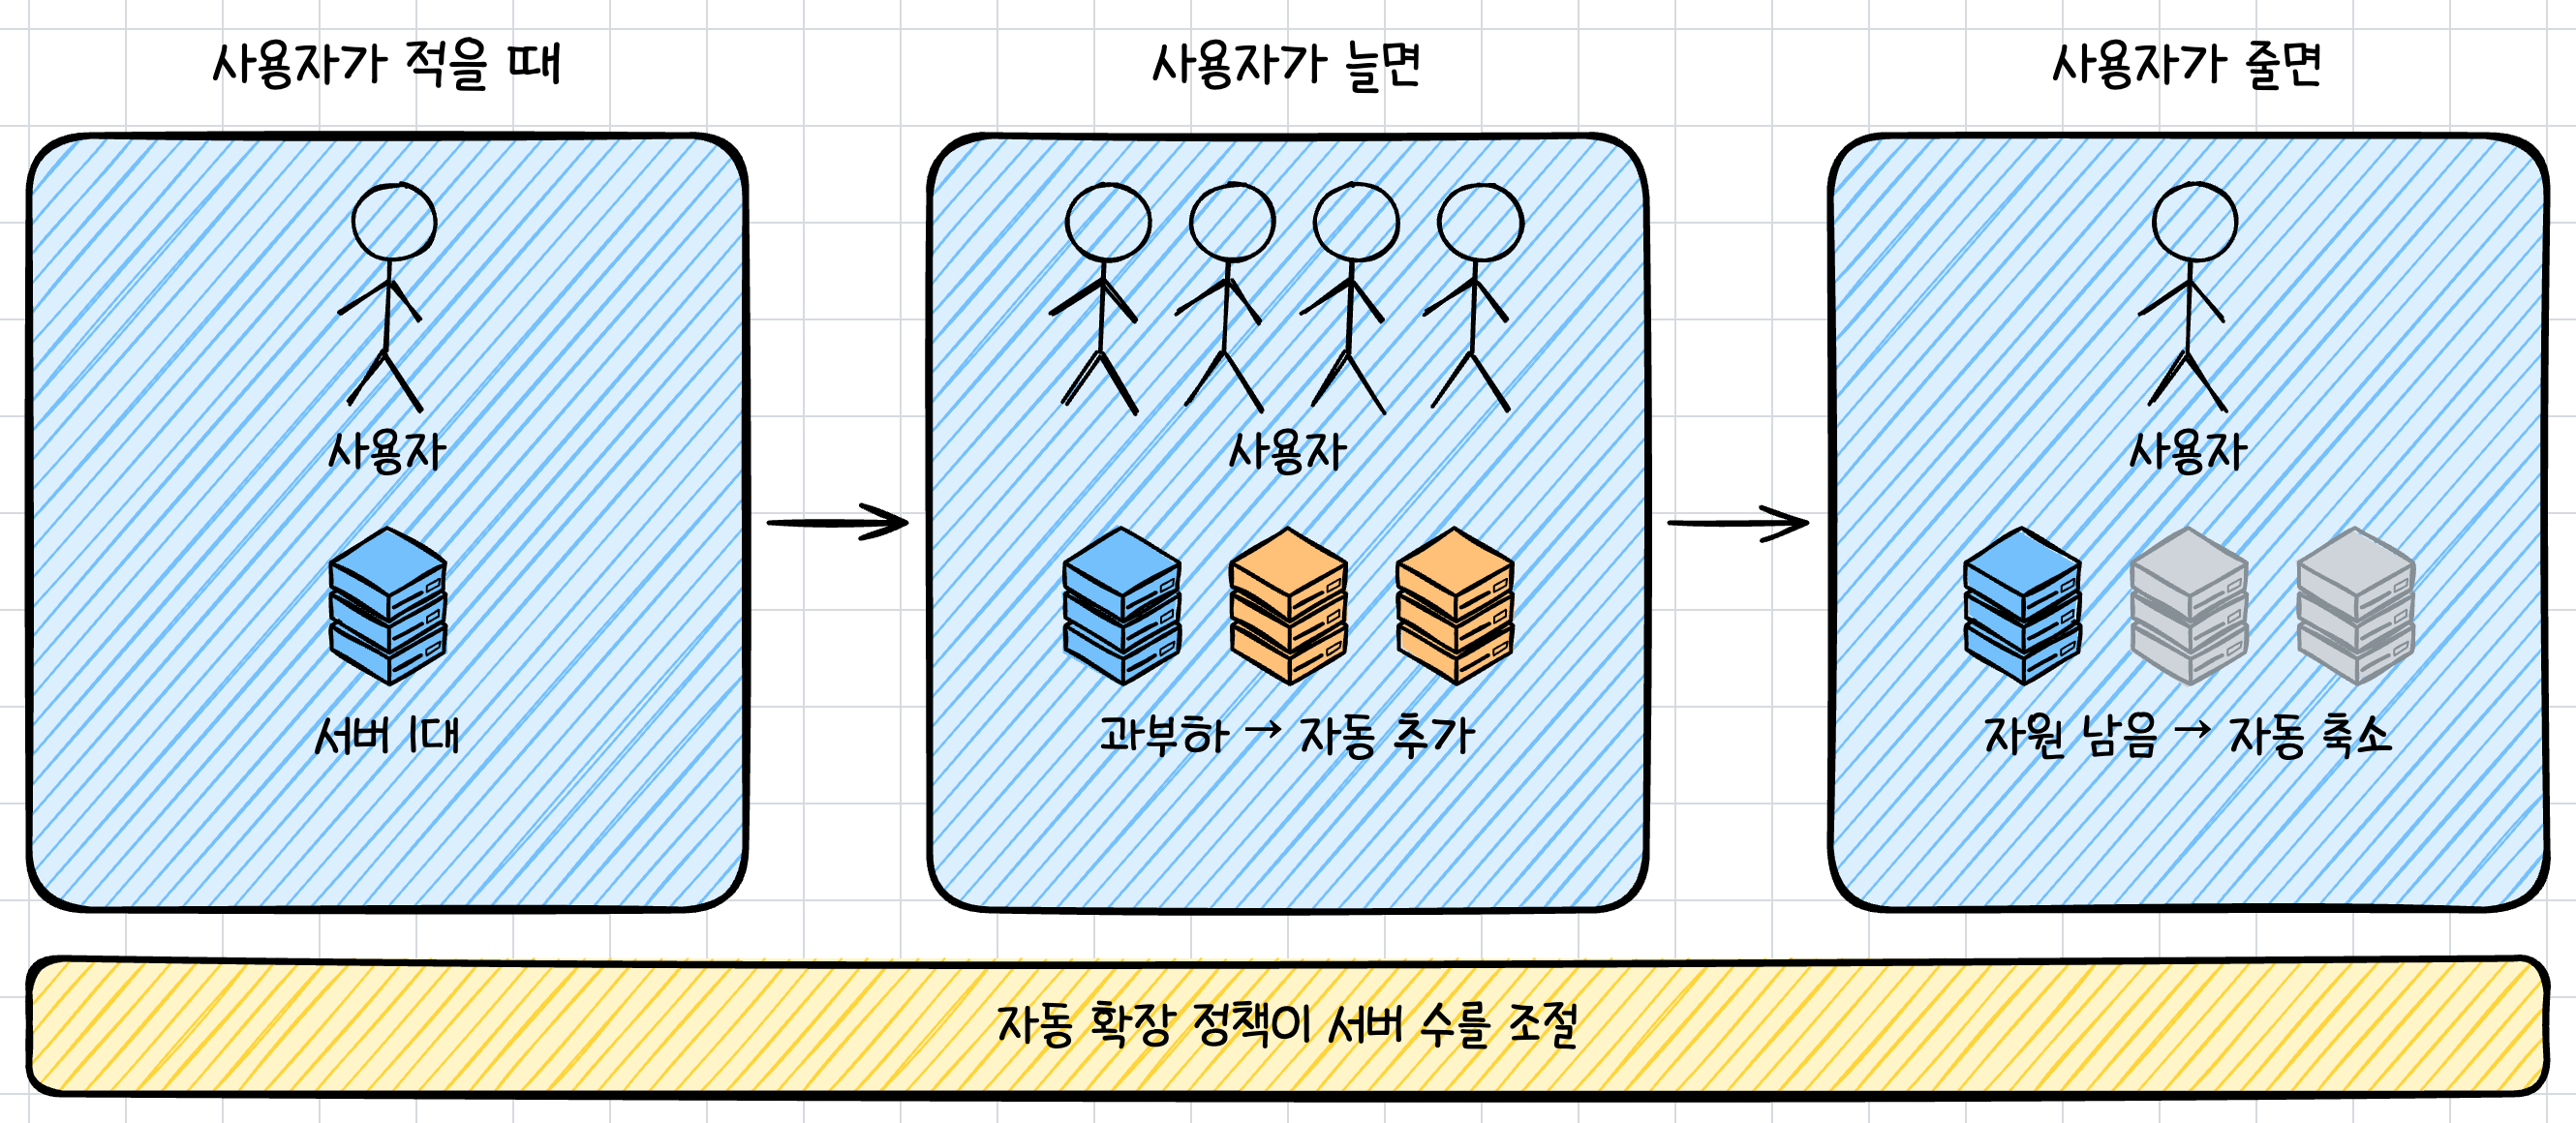 사용자가 적을 때
사용자가 늘면
사용자가 줄면
사용자
사용자
사용자
서버 1대
과부하 → 자동 추가
자원 남음 → 자동 축소
자동 확장 정책이 서버 수를 조절